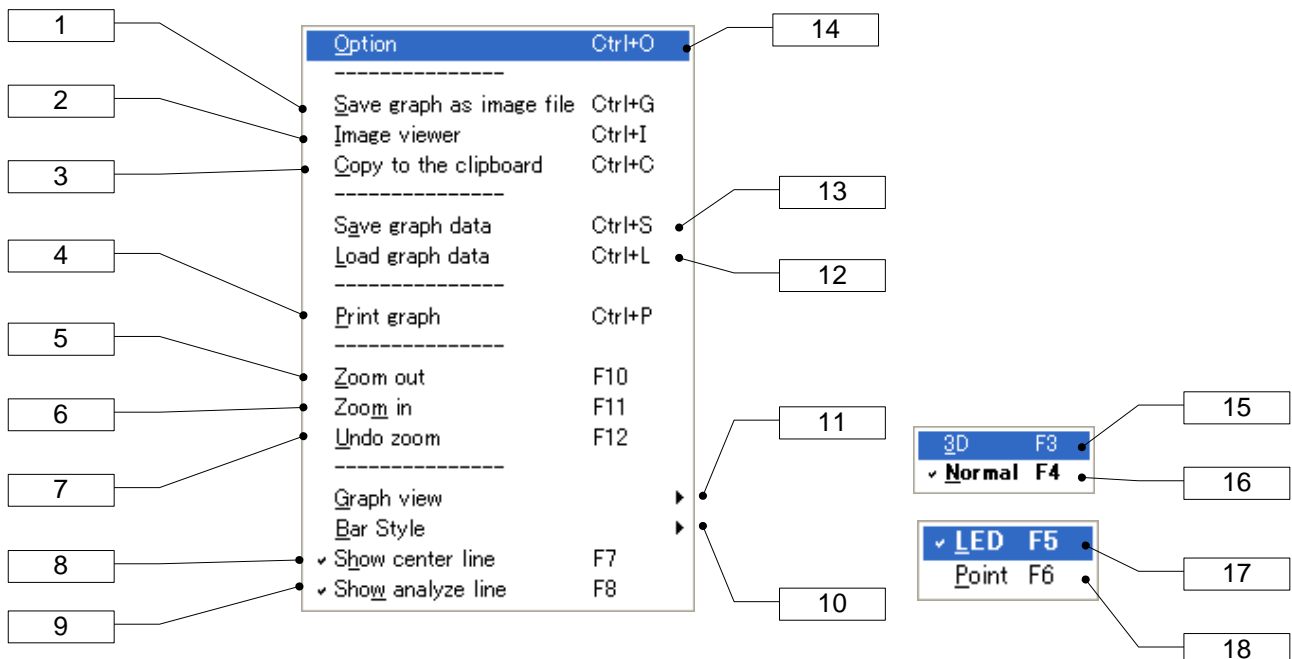 1
2
3
4
5
6
7
8
9
Option Ctrl+O
---------------
Save graph as image file Ctrl+G
Image viewer Ctrl+I
Copy to the clipboard Ctrl+C
---------------
Save graph data Ctrl+S
Load graph data Ctrl+L
---------------
Print graph Ctrl+P
---------------
Zoom out F10
Zoom in F11
Undo zoom F12
---------------
Graph view
Bar Style
Show center line F7
Show analyze line F8
14
13
12
11
10
3D F3
Normal F4
LED F5
Point F6
15
16
17
18